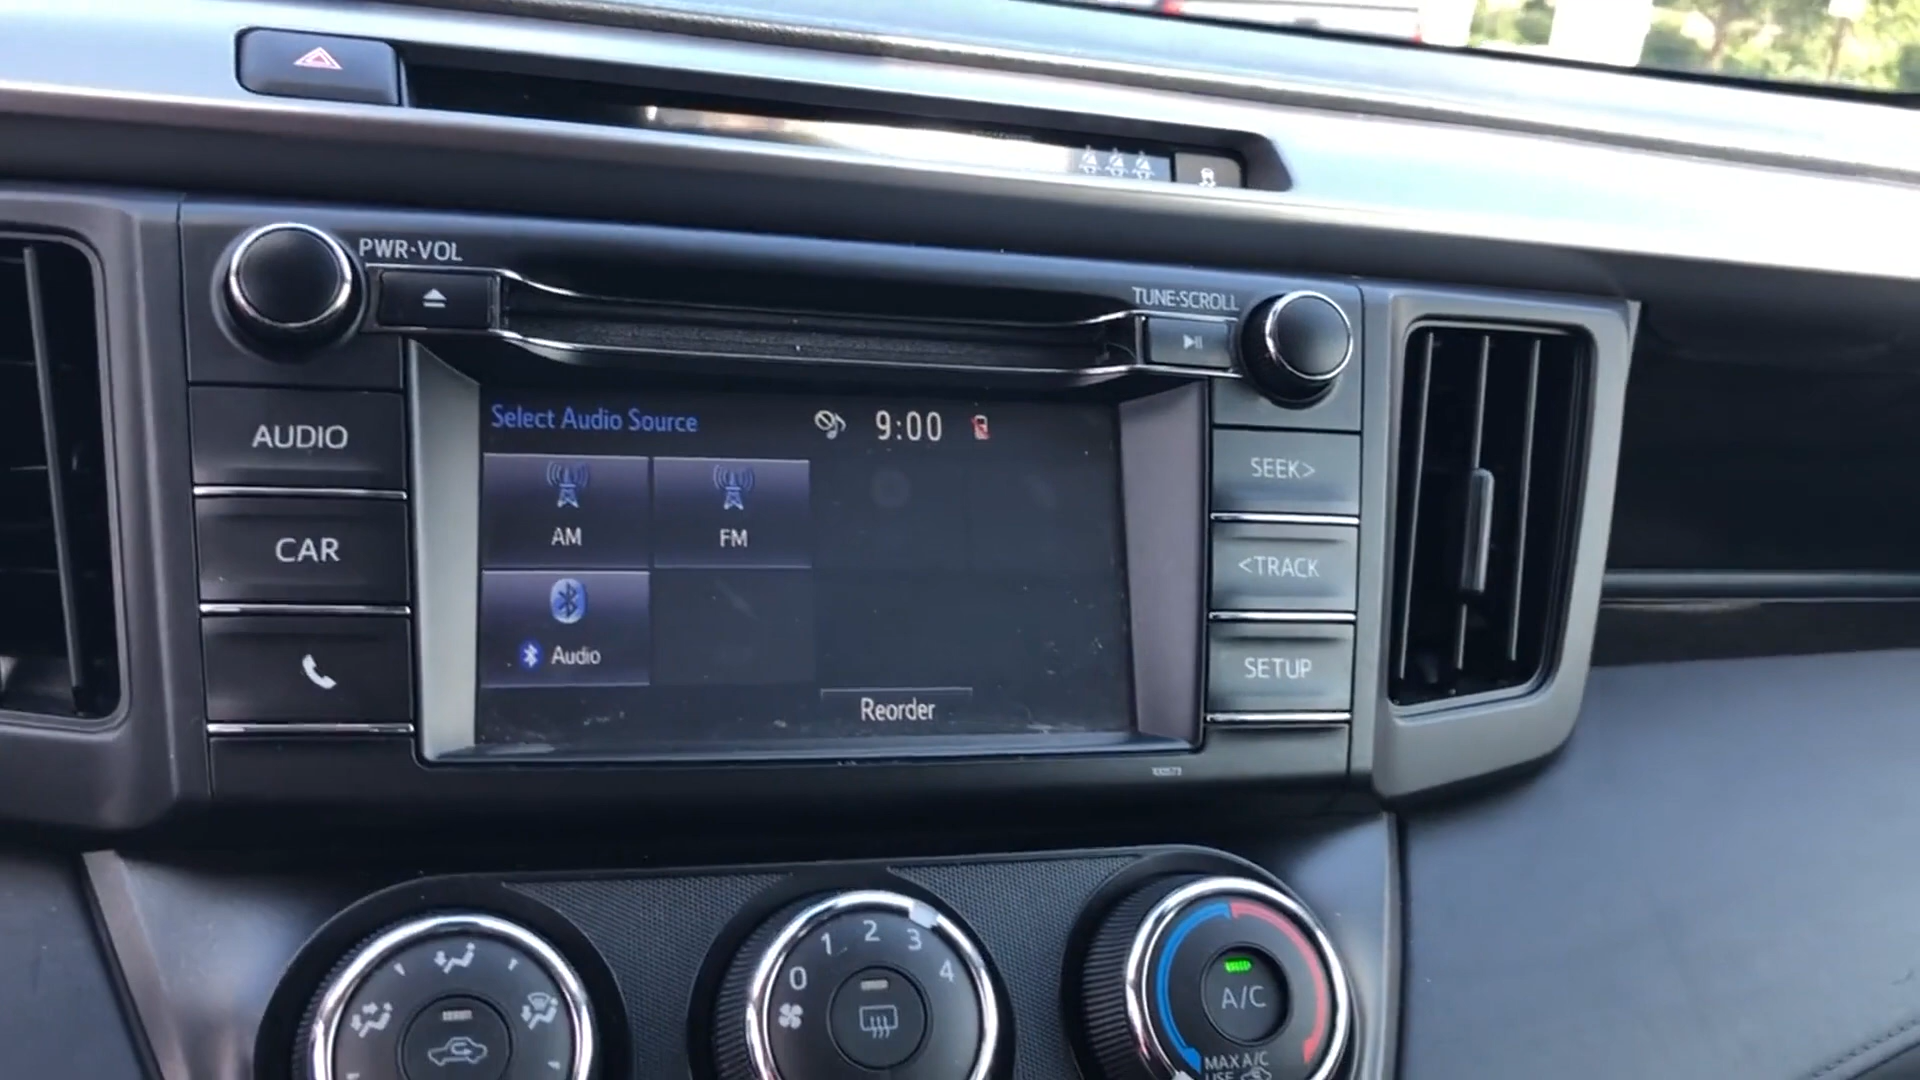 PWR·VOL
TUNE·SCROLL
AUDIO
CAR
Select Audio Source
9:00
AM
FM
Audio
Reorder
SEEK>
<TRACK
SETUP
0
1
2
3
4
A/C
MAX A/C
USE